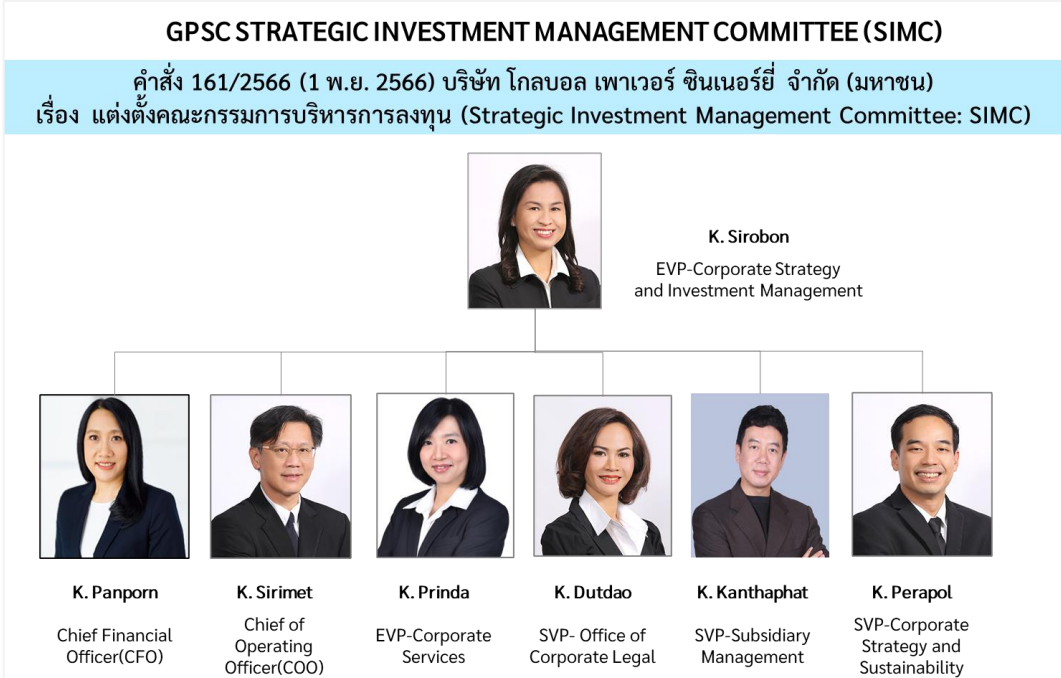 GPSC STRATEGIC INVESTMENT MANAGEMENT COMMITTEE (SIMC)
คำสั่ง 161/2566 (1 พ.ย. 2566) บริษัท โกลบอล เพาเวอร์ ซินเนอร์ยี่ จำกัด (มหาชน)
เรื่อง แต่งตั้งคณะกรรมการบริหารการลงทุน (Strategic Investment Management Committee: SIMC)
K. Sirobon
EVP-Corporate Strategy
and Investment Management
K. Panporn
Chief Financial
Officer(CFO)
K. Sirimet
Chief of
Operating
Officer(COO)
K. Prinda
EVP-Corporate
Services
K. Dutdao
SVP- Office of
Corporate Legal
K. Kanthaphat
SVP-Subsidiary
Management
K. Perapol
SVP-Corporate
Strategy and
Sustainability